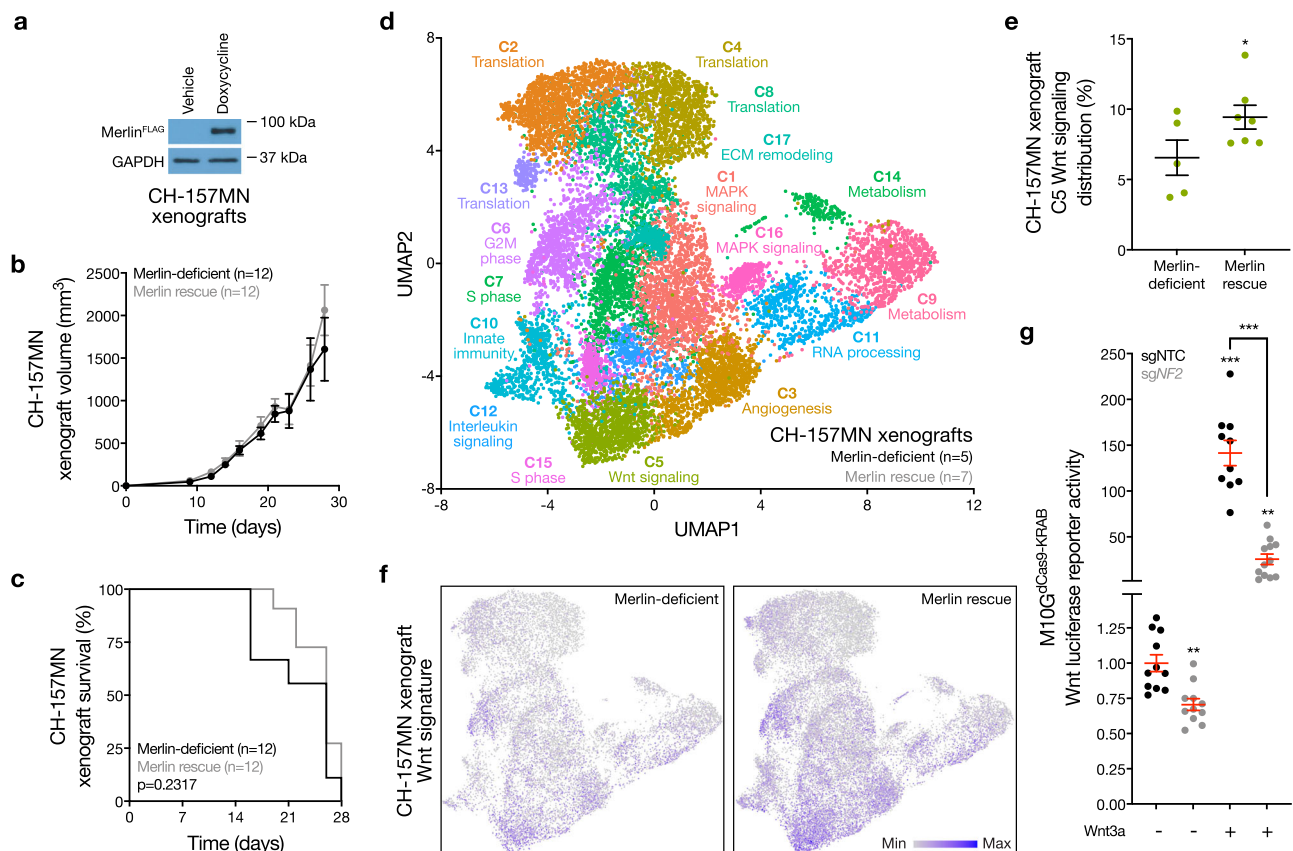 a
Vehicle
Doxycycline
MerlinFLAG
100 kDa
GAPDH
37 kDa
CH-157MN
xenografts
b
CH-157MN
xenograft volume (mm3)
2500
2000
1500
1000
500
0
Merlin-deficient (n=12)
Merlin rescue (n=12)
0
10
20
30
Time (days)
c
CH-157MN
xenograft survival (%)
100
75
50
25
0
Merlin-deficient (n=12)
Merlin rescue (n=12)
p=0.2317
0
7
14
21
28
Time (days)
d
UMAP2
8
4
0
-4
-8
C2
Translation
C4
Translation
C8
Translation
C17
ECM remodeling
C13
Translation
C1
MAPK
signaling
C14
Metabolism
C6
G2M
phase
C16
MAPK signaling
C7
S phase
C9
Metabolism
C10
Innate
immunity
C11
RNA processing
C3
Angiogenesis
C12
Interleukin
signaling
C15
S phase
C5
Wnt signaling
CH-157MN xenografts
Merlin-deficient (n=5)
Merlin rescue (n=7)
-8
-4
0
4
8
12
UMAP1
e
CH-157MN xenograft
C5 Wnt signaling
distribution (%)
15
10
5
0
*
Merlin-
deficient
Merlin
rescue
f
CH-157MN xenograft
Wnt signature
Merlin-deficient
Merlin rescue
Min
Max
g
M10GdCas9-KRAB
Wnt luciferase reporter activity
sgNTC
sgNF2
250
200
150
100
50
1.25
1.00
0.75
0.50
0.25
0.00
***
***
**
**
Wnt3a
-
-
+
+